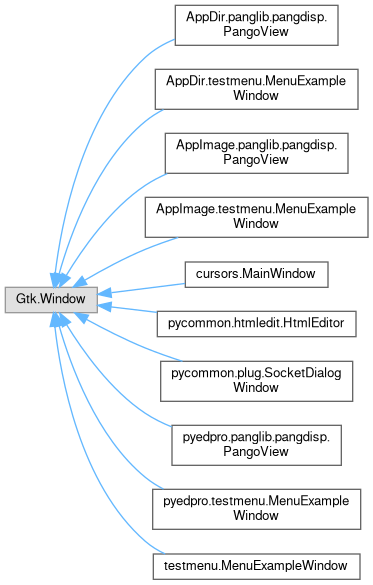 AppDir.panglib.pangdisp.
PangoView
AppDir.testmenu.MenuExample
Window
AppImage.panglib.pangdisp.
PangoView
AppImage.testmenu.MenuExample
Window
cursors.MainWindow
Gtk.Window
pycommon.htmledit.HtmlEditor
pycommon.plug.SocketDialog
Window
pyedpro.panglib.pangdisp.
PangoView
pyedpro.testmenu.MenuExample
Window
testmenu.MenuExampleWindow